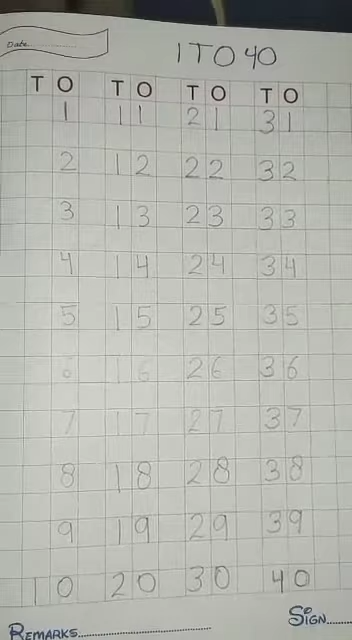 Date..............
1 TO 40
T O T O T O T O
1 11 21 31
2 12 22 32
3 13 23 33
4 14 24 34
5 15 25 35
6 16 26 36
7 17 27 37
8 18 28 38
9 19 29 39
10 20 30 40
REMARKS.................... SIGN.......